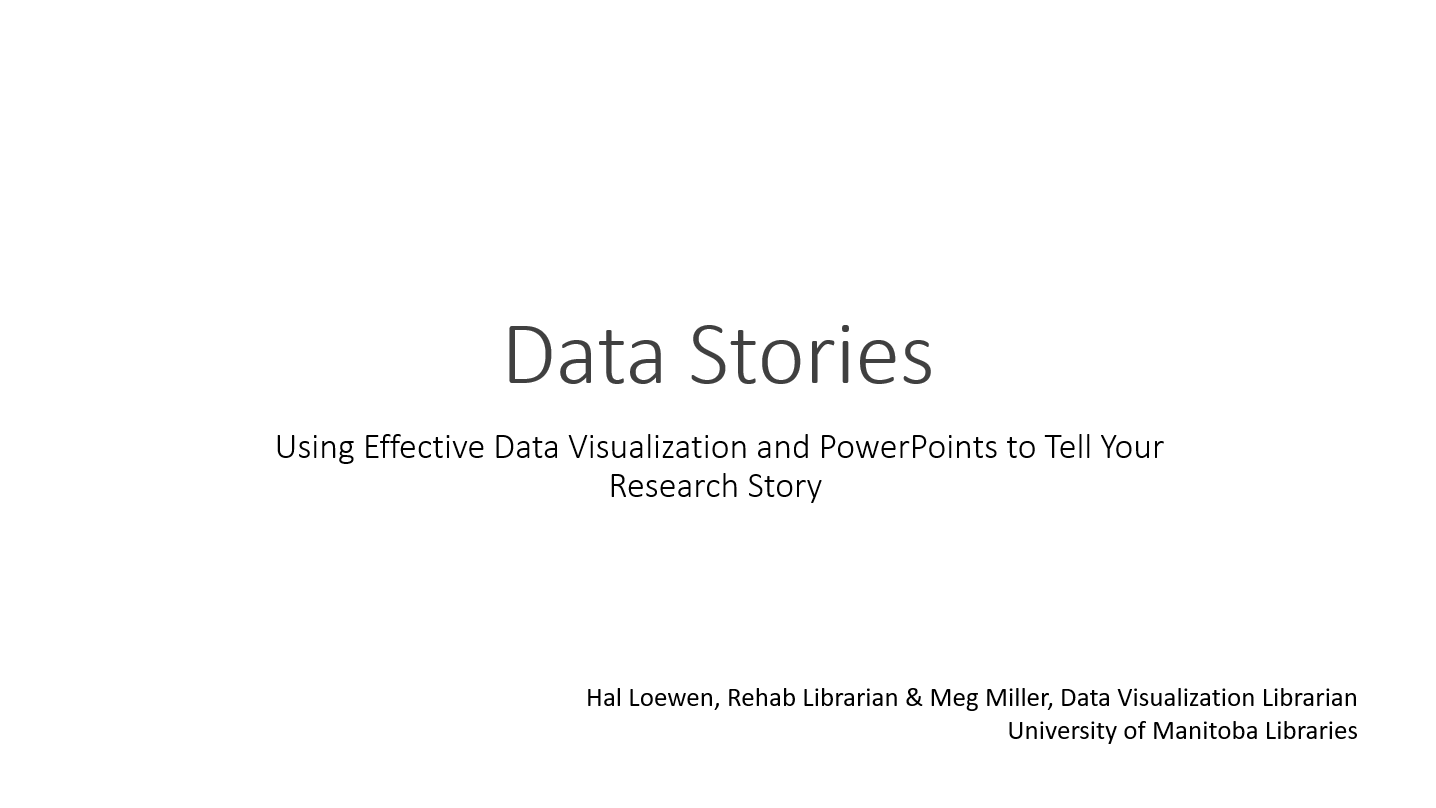 Data Stories
Using Effective Data Visualization and PowerPoints to Tell Your
Research Story
Hal Loewen, Rehab Librarian & Meg Miller, Data Visualization Librarian
University of Manitoba Libraries